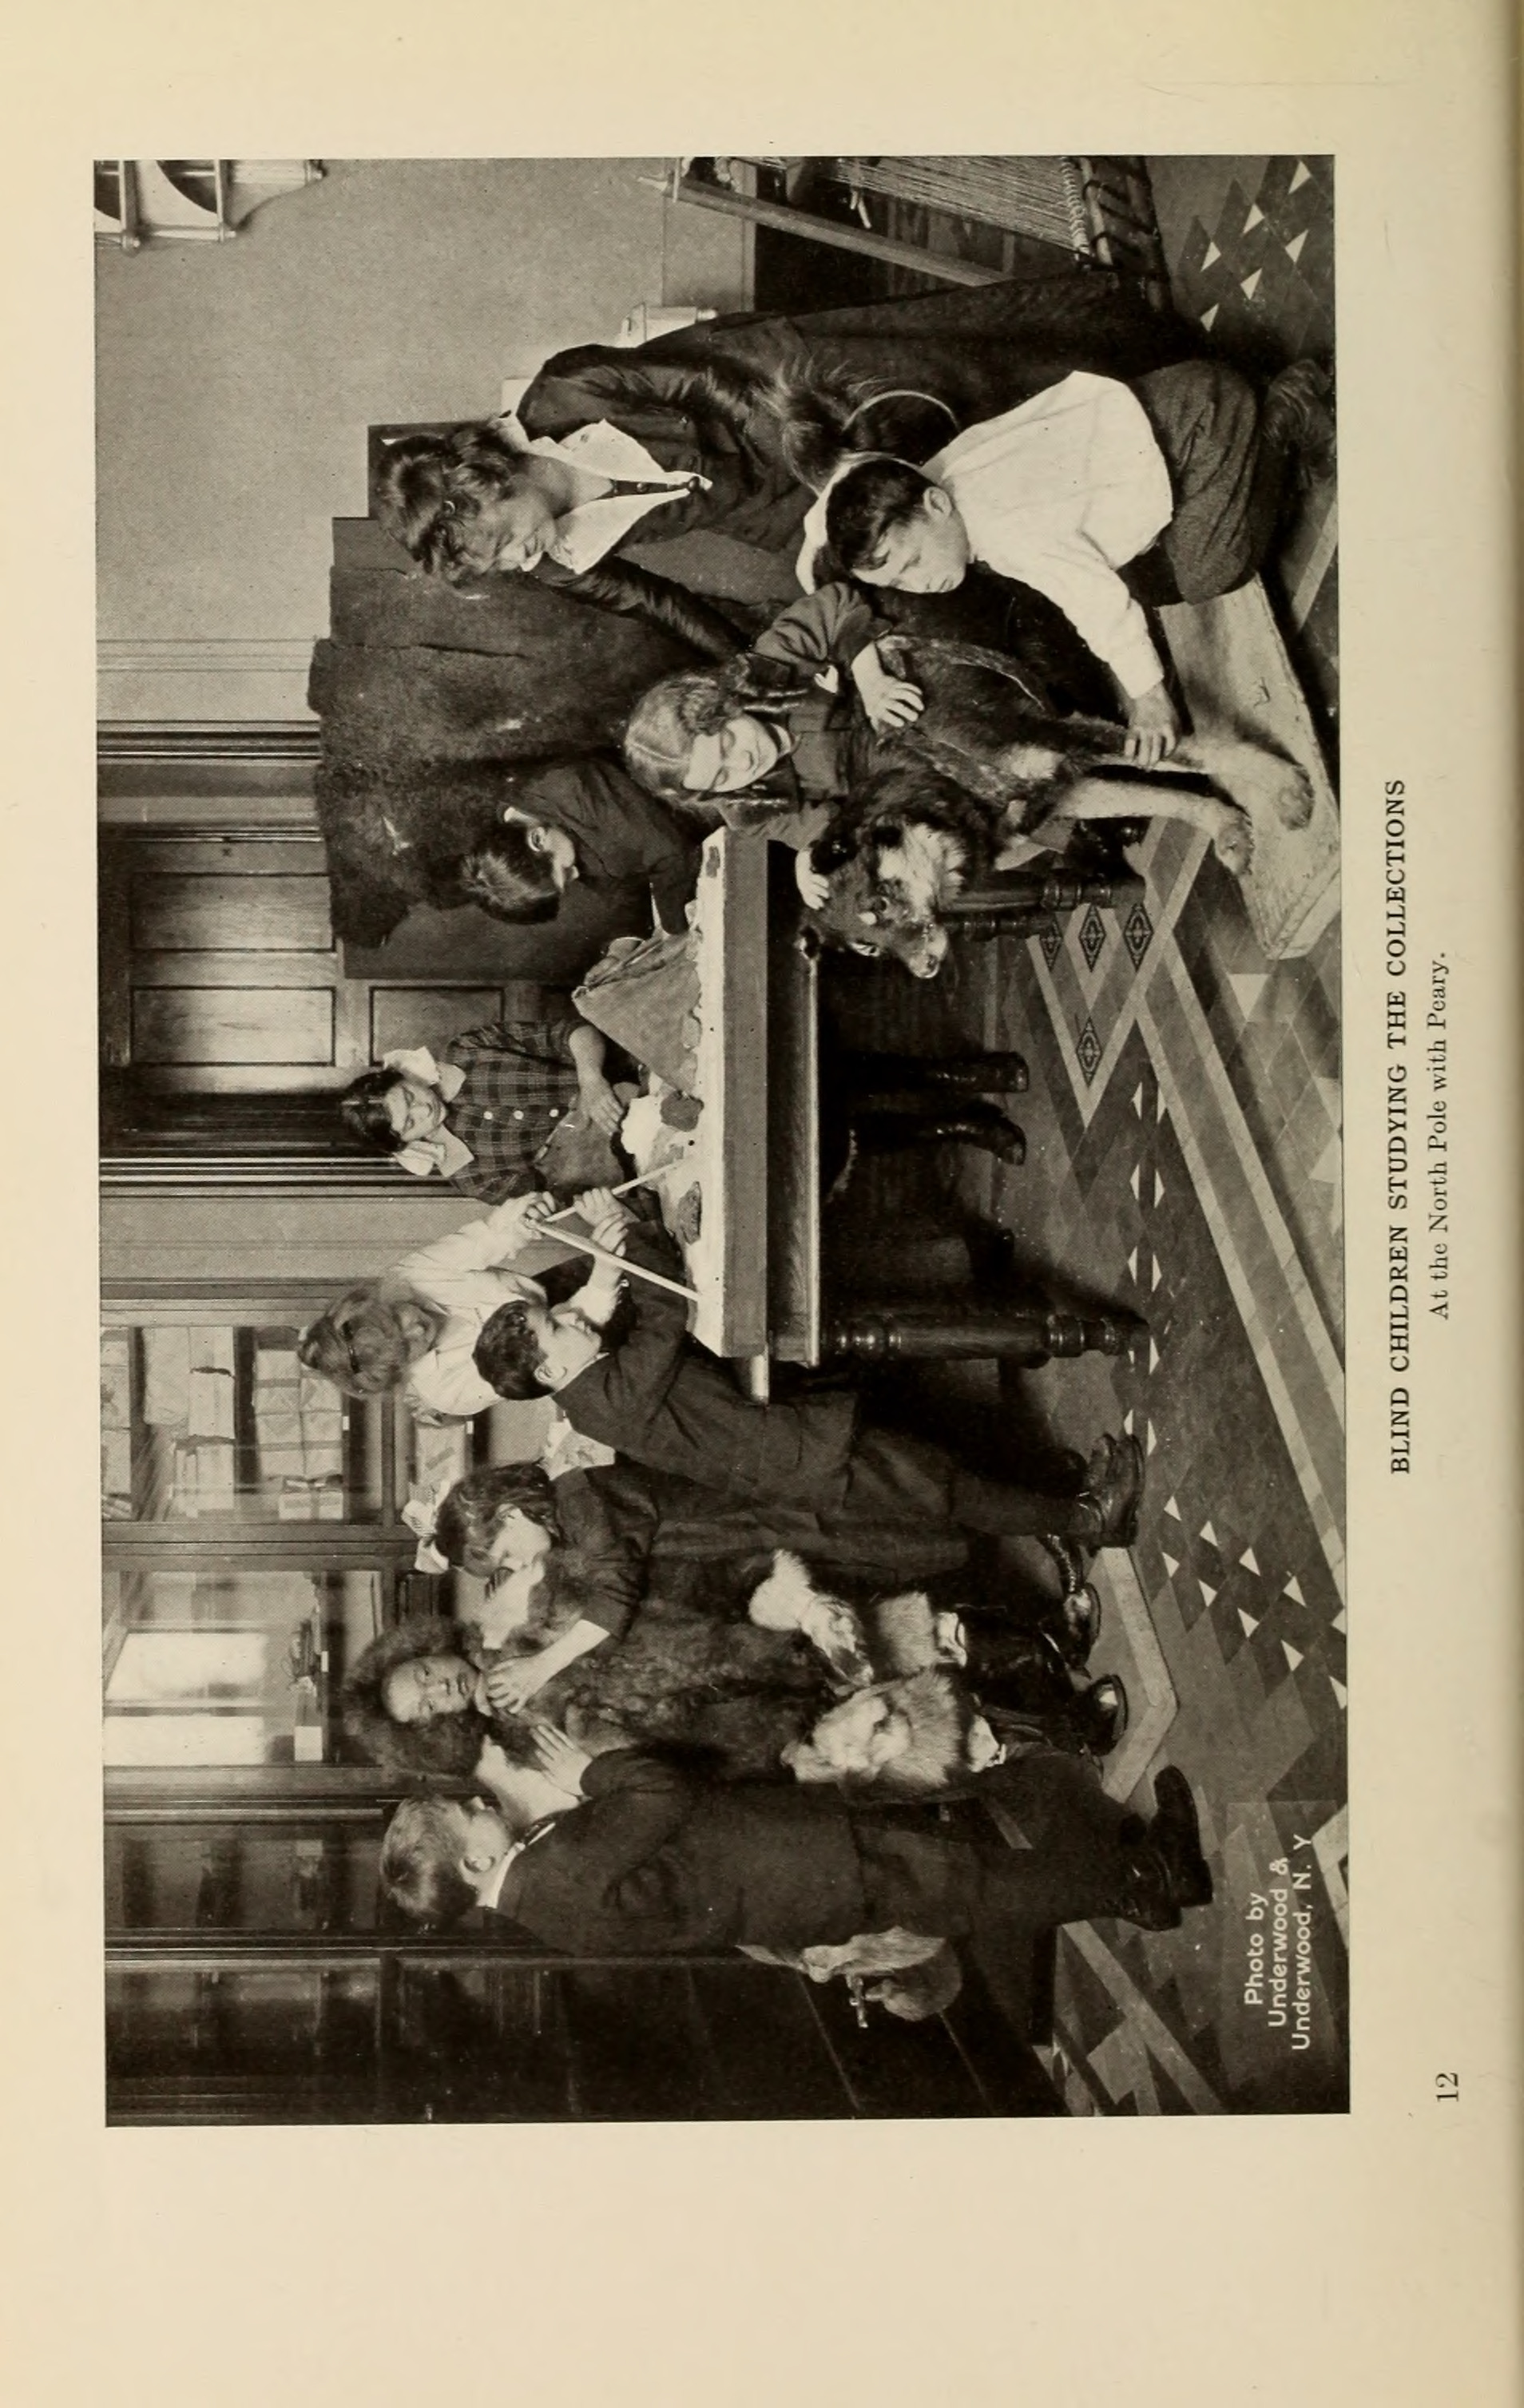 Photo by
Underwood &
Underwood, N. Y
BLIND CHILDREN STUDYING THE COLLECTIONS
At the North Pole with Peary.
12